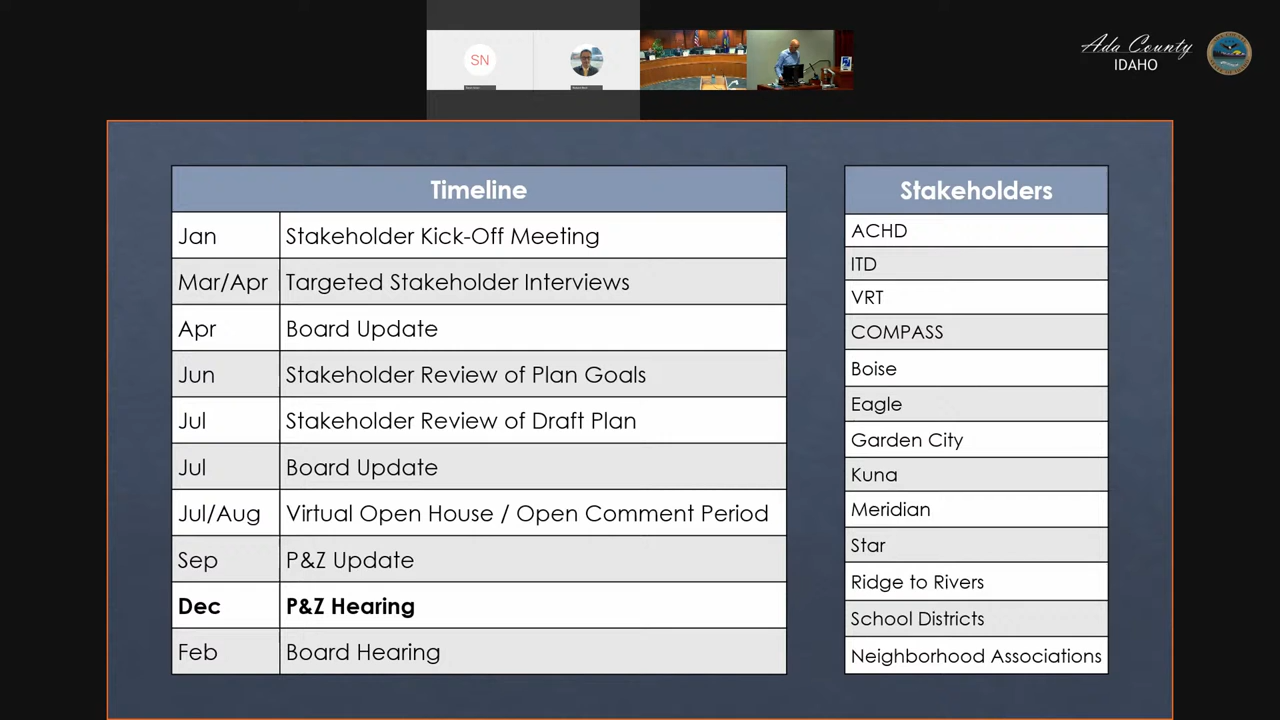 SN
Ada County
IDAHO
Timeline
Jan Stakeholder Kick-Off Meeting
Mar/Apr Targeted Stakeholder Interviews
Apr Board Update
Jun Stakeholder Review of Plan Goals
Jul Stakeholder Review of Draft Plan
Jul Board Update
Jul/Aug Virtual Open House / Open Comment Period
Sep P&Z Update
Dec P&Z Hearing
Feb Board Hearing
Stakeholders
ACHD
ITD
VRT
COMPASS
Boise
Eagle
Garden City
Kuna
Meridian
Star
Ridge to Rivers
School Districts
Neighborhood Associations